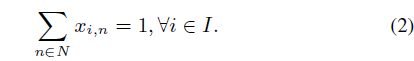 ∑_{n∈N} x_{i,n} = 1, ∀i ∈ I. (2)